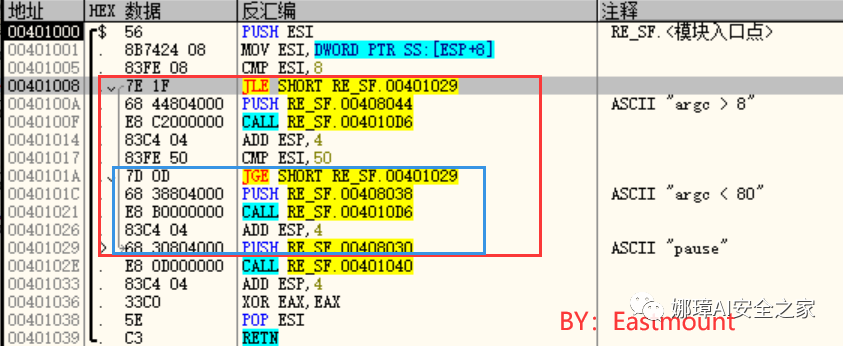 地址 HEX 数据 反汇编 注释
00401000 $ 56 PUSH ESI RE_SF.<模块入口点>
00401001 . 8B7424 08 MOV ESI,DWORD PTR SS:[ESP+8]
00401005 . 83FE 08 CMP ESI,8
00401008 . 7E 1F JLE SHORT RE_SF.00401029
0040100A . 68 44804000 PUSH RE_SF.00408044 ASCII "argc > 8"
0040100F . E8 C2000000 CALL RE_SF.004010D6
00401014 . 83C4 04 ADD ESP,4
00401017 . 83FE 50 CMP ESI,50
0040101A . 7D 0D JGE SHORT RE_SF.00401029
0040101C . 68 38804000 PUSH RE_SF.00408038 ASCII "argc < 80"
00401021 . E8 B0000000 CALL RE_SF.004010D6
00401026 . 83C4 04 ADD ESP,4
00401029 > 68 30804000 PUSH RE_SF.00408030 ASCII "pause"
0040102E . E8 0D000000 CALL RE_SF.00401040
00401033 . 83C4 04 ADD ESP,4
00401036 . 33C0 XOR EAX,EAX
00401038 . 5E POP ESI
00401039 . C3 RETN
娜璋AI安全之家
BY：Eastmount